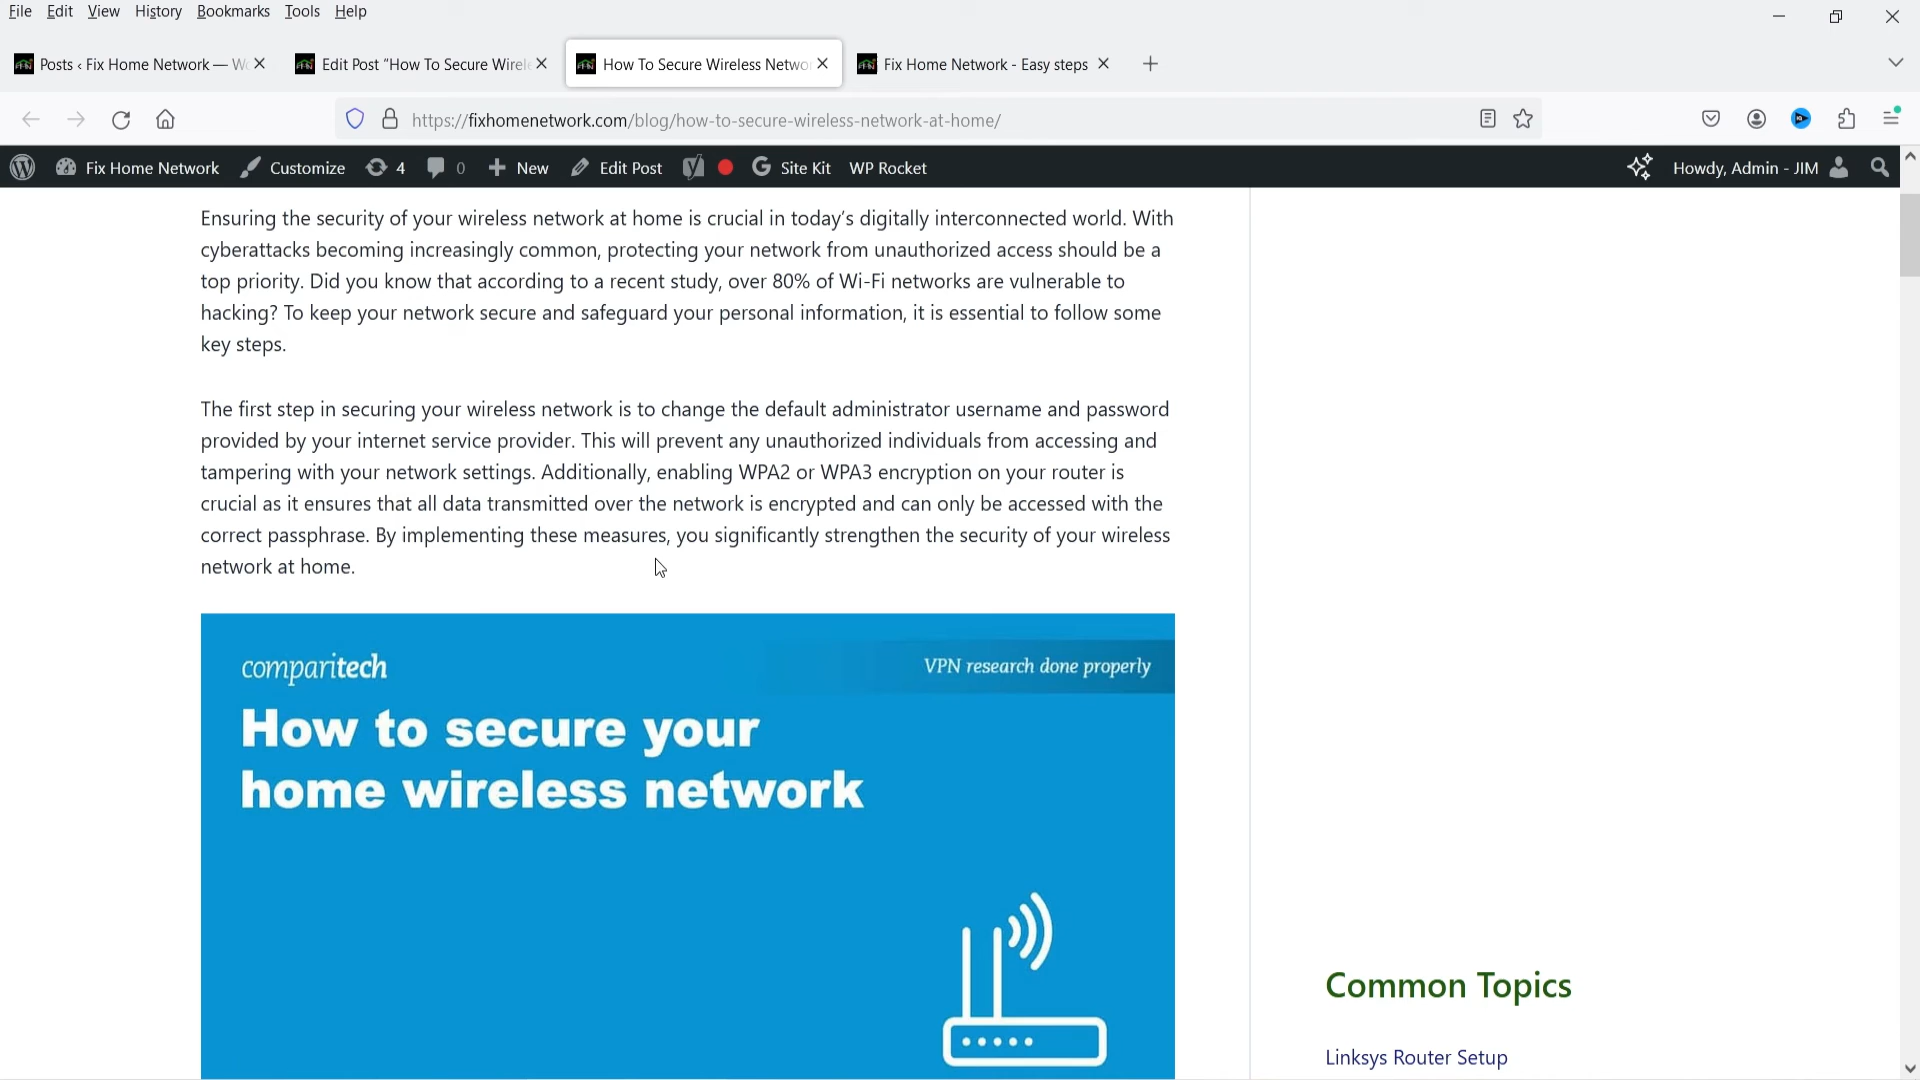 File Edit View History Bookmarks Tools Help
Posts ‹ Fix Home Network — Wo
Edit Post “How To Secure Wirele
How To Secure Wireless Networ
Fix Home Network - Easy steps
https://fixhomenetwork.com/blog/how-to-secure-wireless-network-at-home/
Fix Home Network Customize 4 0 New Edit Post Site Kit WP Rocket Howdy, Admin - JIM
Ensuring the security of your wireless network at home is crucial in today’s digitally interconnected world. With
cyberattacks becoming increasingly common, protecting your network from unauthorized access should be a
top priority. Did you know that according to a recent study, over 80% of Wi-Fi networks are vulnerable to
hacking? To keep your network secure and safeguard your personal information, it is essential to follow some
key steps.
The first step in securing your wireless network is to change the default administrator username and password
provided by your internet service provider. This will prevent any unauthorized individuals from accessing and
tampering with your network settings. Additionally, enabling WPA2 or WPA3 encryption on your router is
crucial as it ensures that all data transmitted over the network is encrypted and can only be accessed with the
correct passphrase. By implementing these measures, you significantly strengthen the security of your wireless
network at home.
comparitech
VPN research done properly
How to secure your
home wireless network
Common Topics
Linksys Router Setup